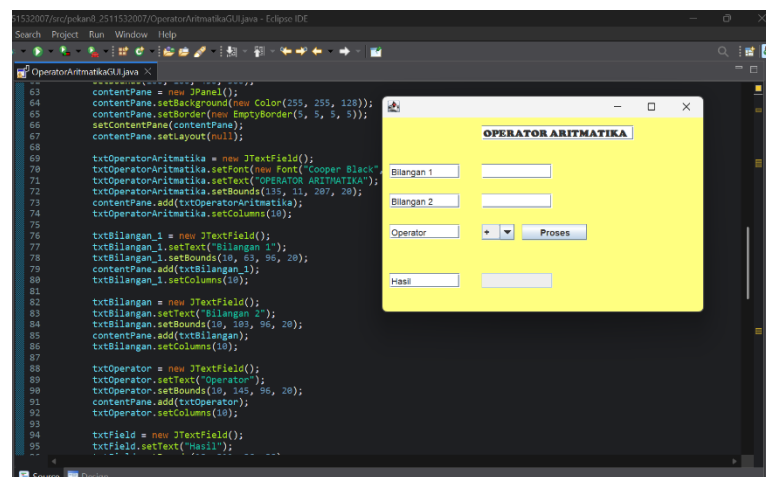 51532007/src/pekan8_2511532007/OperatorAritmatikaGUI.java - Eclipse IDE
Search Project Run Window Help
OperatorAritmatikaGUI.java
63 contentPane = new JPanel();
64 contentPane.setBackground(new Color(255, 255, 128));
65 contentPane.setBorder(new EmptyBorder(5, 5, 5, 5));
66 setContentPane(contentPane);
67 contentPane.setLayout(null);
68
69 txtOperatorAritmatika = new JTextField();
70 txtOperatorAritmatika.setFont(new Font("Cooper Black",
71 txtOperatorAritmatika.setText("OPERATOR ARITMATIKA");
72 txtOperatorAritmatika.setBounds(135, 11, 207, 20);
73 contentPane.add(txtOperatorAritmatika);
74 txtOperatorAritmatika.setColumns(10);
75
76 txtBilangan_1 = new JTextField();
77 txtBilangan_1.setText("Bilangan 1");
78 txtBilangan_1.setBounds(10, 63, 96, 20);
79 contentPane.add(txtBilangan_1);
80 txtBilangan_1.setColumns(10);
81
82 txtBilangan = new JTextField();
83 txtBilangan.setText("Bilangan 2");
84 txtBilangan.setBounds(10, 103, 96, 20);
85 contentPane.add(txtBilangan);
86 txtBilangan.setColumns(10);
87
88 txtOperator = new JTextField();
89 txtOperator.setText("Operator");
90 txtOperator.setBounds(10, 145, 96, 20);
91 contentPane.add(txtOperator);
92 txtOperator.setColumns(10);
93
94 txtField = new JTextField();
95 txtField.setText("Hasil");
OPERATOR ARITMATIKA
Bilangan 1
Bilangan 2
Operator + Proses
Hasil
Source Design